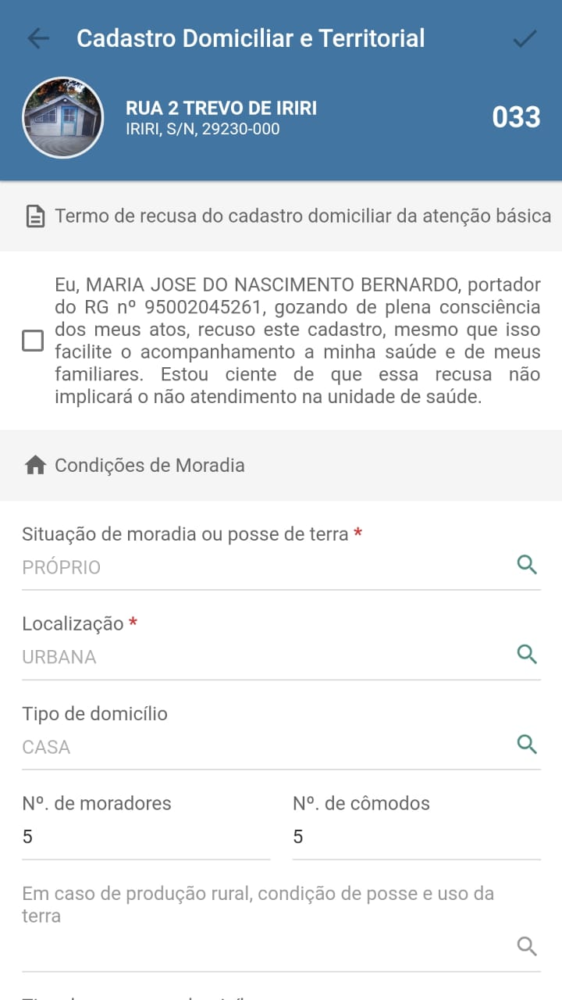 Cadastro Domiciliar e Territorial
RUA 2 TREVO DE IRIRI
IRIRI, S/N, 29230-000
033
Termo de recusa do cadastro domiciliar da atenção básica
Eu, MARIA JOSE DO NASCIMENTO BERNARDO, portador
do RG nº 95002045261, gozando de plena consciência
dos meus atos, recuso este cadastro, mesmo que isso
facilite o acompanhamento a minha saúde e de meus
familiares. Estou ciente de que essa recusa não
implicará o não atendimento na unidade de saúde.
Condições de Moradia
Situação de moradia ou posse de terra *
PRÓPRIO
Localização *
URBANA
Tipo de domicílio
CASA
Nº. de moradores
5
Nº. de cômodos
5
Em caso de produção rural, condição de posse e uso da
terra